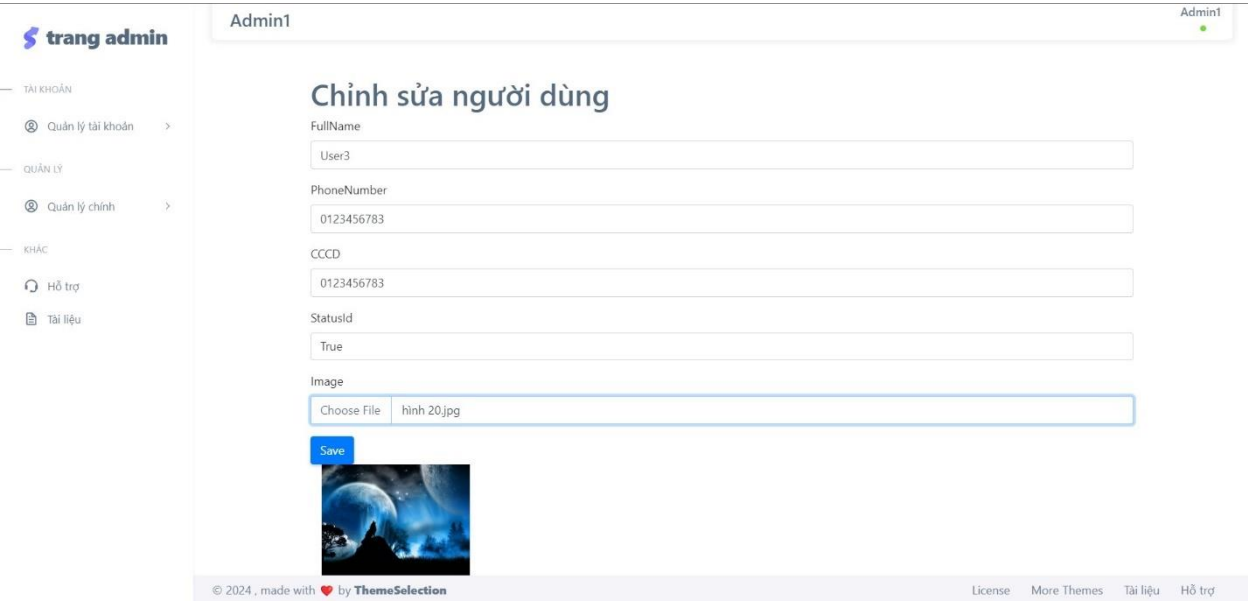 trang admin
Admin1
Admin1
TÀI KHOẢN
Quản lý tài khoản
QUẢN LÝ
Quản lý chính
KHÁC
Hỗ trợ
Tài liệu
Chỉnh sửa người dùng
FullName
User3
PhoneNumber
0123456783
CCCD
0123456783
StatusId
True
Image
Choose File hình 20.jpg
Save
© 2024 , made with ❤ by ThemeSelection
License More Themes Tài liệu Hỗ trợ